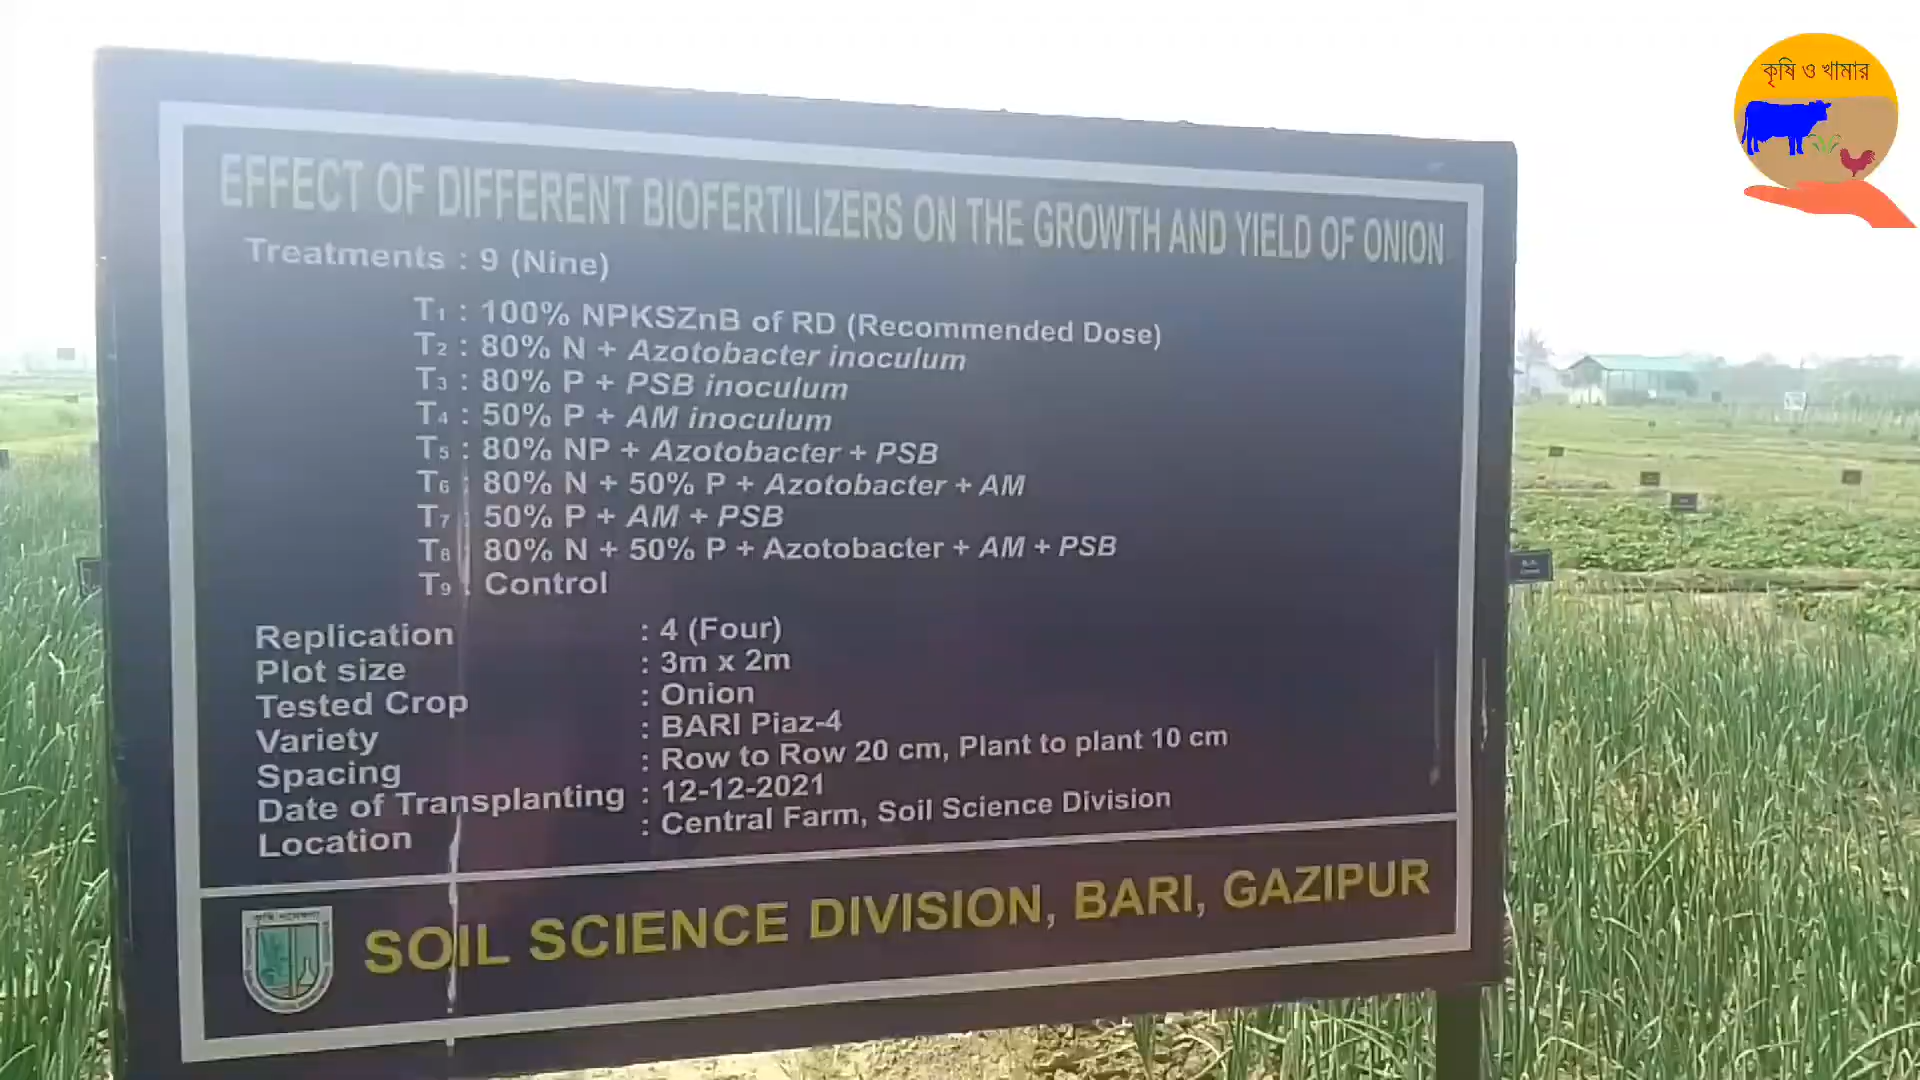 কৃষি ও খামার
EFFECT OF DIFFERENT BIOFERTILIZERS ON THE GROWTH AND YIELD OF ONION
Treatments : 9 (Nine)
T1 : 100% NPKSZnB of RD (Recommended Dose)
T2 : 80% N + Azotobacter inoculum
T3 : 80% P + PSB inoculum
T4 : 50% P + AM inoculum
T5 : 80% NP + Azotobacter + PSB
T6 : 80% N + 50% P + Azotobacter + AM
T7 : 50% P + AM + PSB
T8 : 80% N + 50% P + Azotobacter + AM + PSB
T9 : Control
Replication : 4 (Four)
Plot size : 3m x 2m
Tested Crop : Onion
Variety : BARI Piaz-4
Spacing : Row to Row 20 cm, Plant to plant 10 cm
Date of Transplanting : 12-12-2021
Location : Central Farm, Soil Science Division
SOIL SCIENCE DIVISION, BARI, GAZIPUR